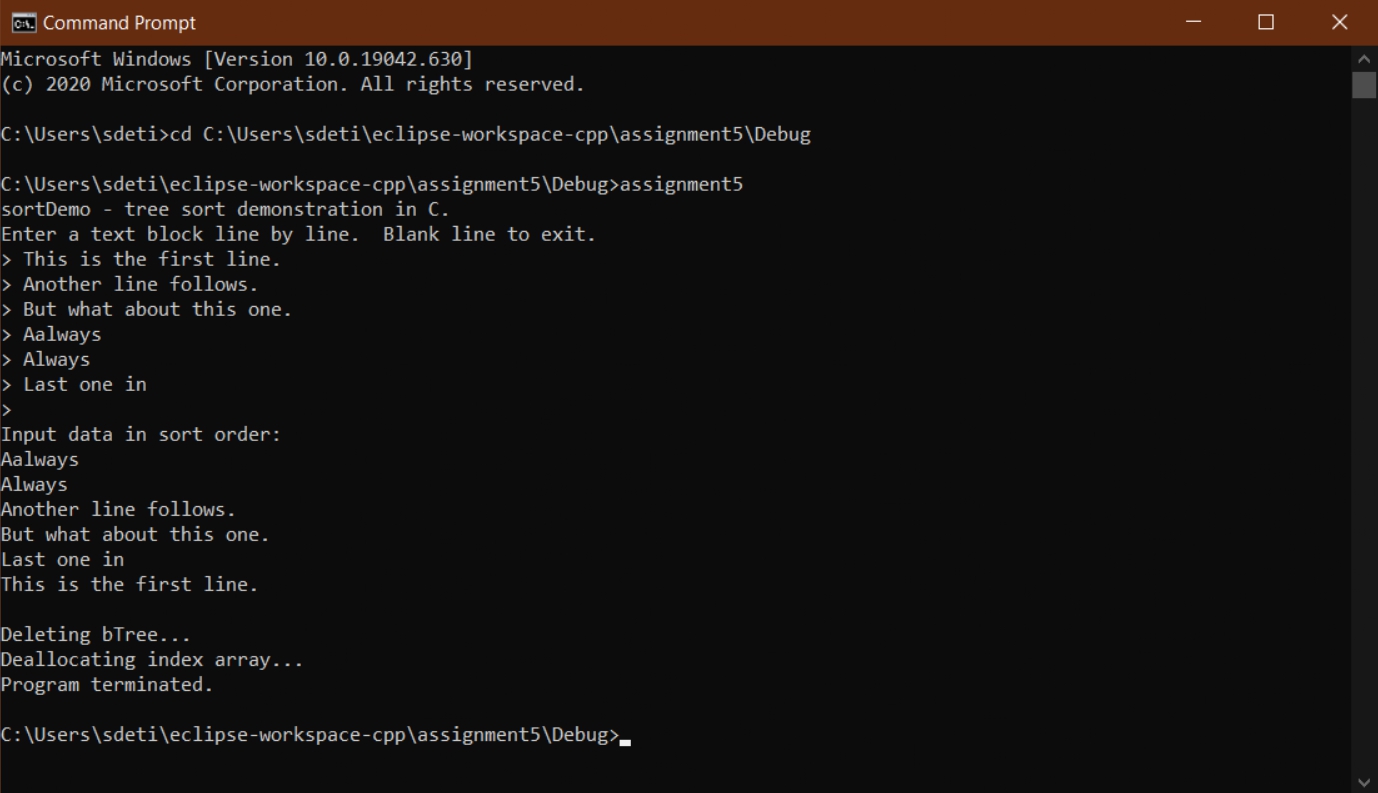 Command Prompt
Microsoft Windows [Version 10.0.19042.630]
(c) 2020 Microsoft Corporation. All rights reserved.
C:\Users\sdeti>cd C:\Users\sdeti\eclipse-workspace-cpp\assignment5\Debug
C:\Users\sdeti\eclipse-workspace-cpp\assignment5\Debug>assignment5
sortDemo - tree sort demonstration in C.
Enter a text block line by line.  Blank line to exit.
> This is the first line.
> Another line follows.
> But what about this one.
> Aalways
> Always
> Last one in
>
Input data in sort order:
Aalways
Always
Another line follows.
But what about this one.
Last one in
This is the first line.
Deleting bTree...
Deallocating index array...
Program terminated.
C:\Users\sdeti\eclipse-workspace-cpp\assignment5\Debug>